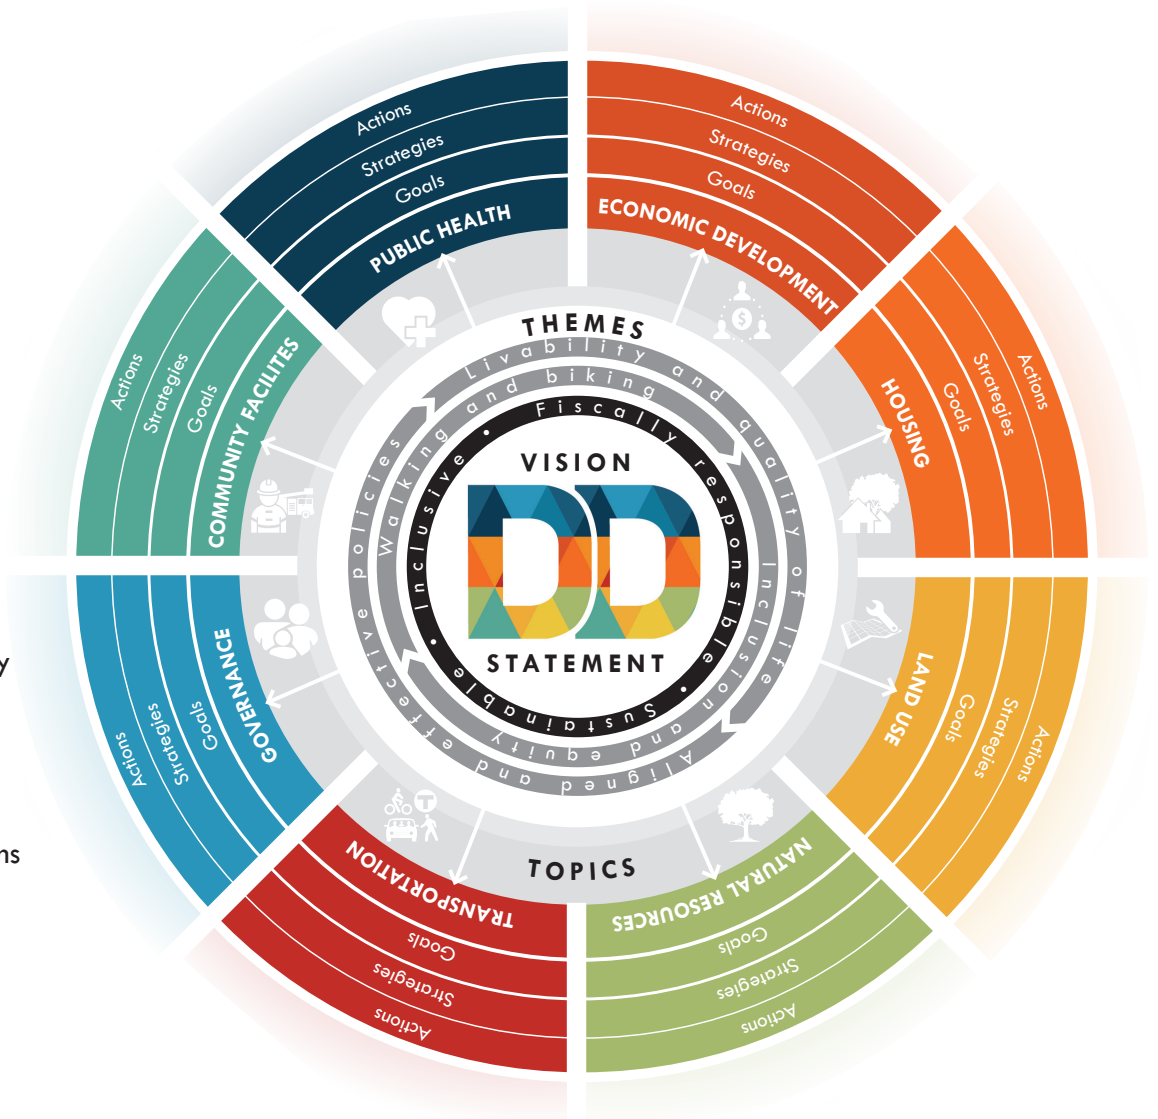 Actions
Strategies
Goals
PUBLIC HEALTH
Actions
Strategies
Goals
ECONOMIC DEVELOPMENT
Actions
Strategies
Goals
HOUSING
Actions
Strategies
Goals
LAND USE
Actions
Strategies
Goals
NATURAL RESOURCES
Actions
Strategies
Goals
TRANSPORTATION
Actions
Strategies
Goals
GOVERNANCE
Actions
Strategies
Goals
COMMUNITY FACILITES
THEMES
Livability and quality of life
Aligned and effective policies
Walking and biking
Inclusion and equity
Fiscally responsible • Sustainable • Inclusive •
VISION
DD
STATEMENT
TOPICS
$
T
y
ns